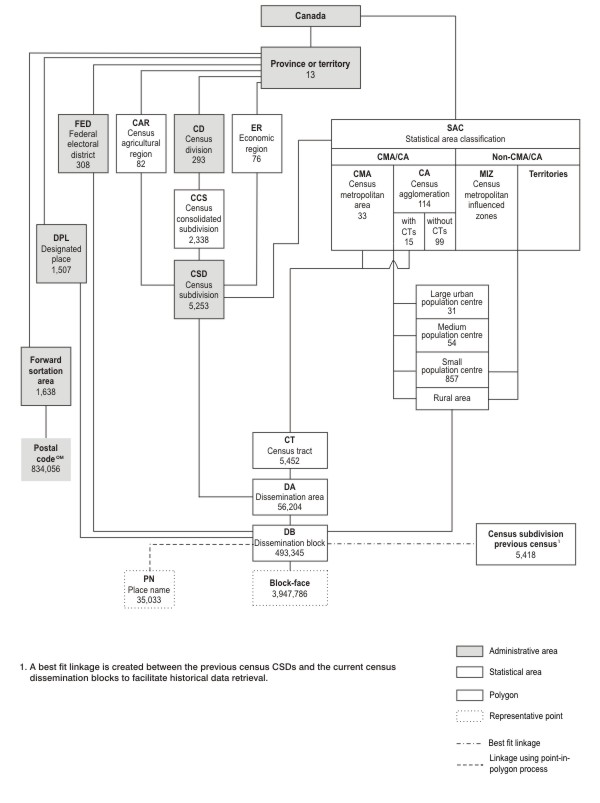 Canada
Province or territory
13
FED
Federal
electoral
district
308
CAR
Census
agricultural
region
82
CD
Census
division
293
ER
Economic
region
76
SAC
Statistical area classification
CMA/CA
Non-CMA/CA
CMA
Census
metropolitan
area
33
CA
Census
agglomeration
114
with
CTs
15
without
CTs
99
MIZ
Census
metropolitan
influenced
zones
Territories
CCS
Census
consolidated
subdivision
2,338
DPL
Designated
place
1,507
CSD
Census
subdivision
5,253
Large urban
population centre
31
Medium
population centre
54
Small
population centre
857
Rural area
Forward
sortation
area
1,638
Postal
code OM
834,056
CT
Census tract
5,452
DA
Dissemination area
56,204
DB
Dissemination block
493,345
Census subdivision
previous census¹
5,418
PN
Place name
35,033
Block-face
3,947,786
1. A best fit linkage is created between the previous census CSDs and the current census
dissemination blocks to facilitate historical data retrieval.
Administrative area
Statistical area
Polygon
Representative point
Best fit linkage
Linkage using point-in-
polygon process